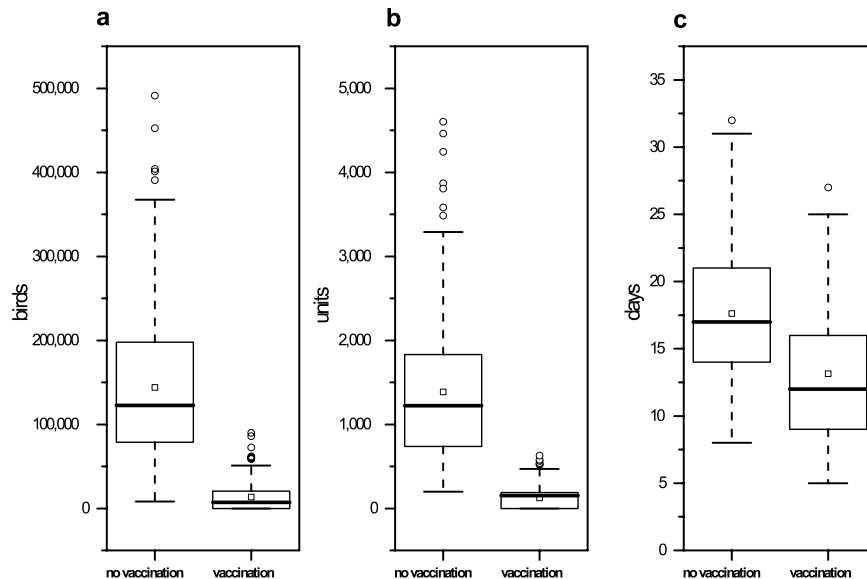 a
birds
500,000
400,000
300,000
200,000
100,000
0
no vaccination
vaccination
b
units
5,000
4,000
3,000
2,000
1,000
0
no vaccination
vaccination
c
days
35
30
25
20
15
10
5
0
no vaccination
vaccination